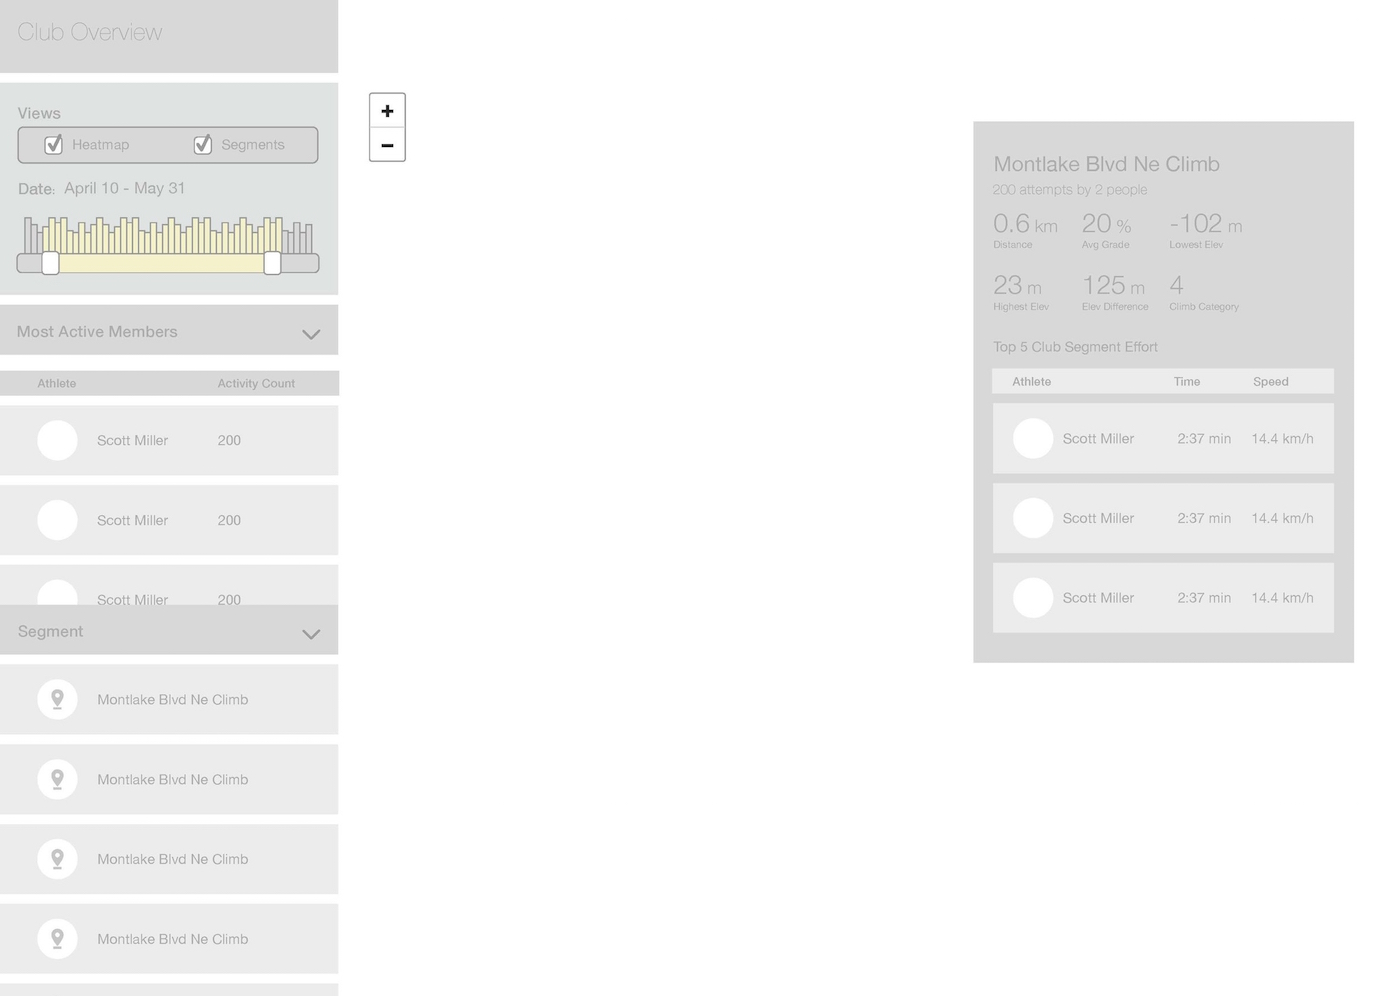 Club Overview
Views
Heatmap Segments
Date: April 10 - May 31
Most Active Members
Athlete Activity Count
Scott Miller 200
Scott Miller 200
Scott Miller 200
Segment
Montlake Blvd Ne Climb
Montlake Blvd Ne Climb
Montlake Blvd Ne Climb
Montlake Blvd Ne Climb
+
−
Montlake Blvd Ne Climb
200 attempts by 2 people
0.6 km 20 % -102 m
Distance Avg Grade Lowest Elev
23 m 125 m 4
Highest Elev Elev Difference Climb Category
Top 5 Club Segment Effort
Athlete Time Speed
Scott Miller 2:37 min 14.4 km/h
Scott Miller 2:37 min 14.4 km/h
Scott Miller 2:37 min 14.4 km/h